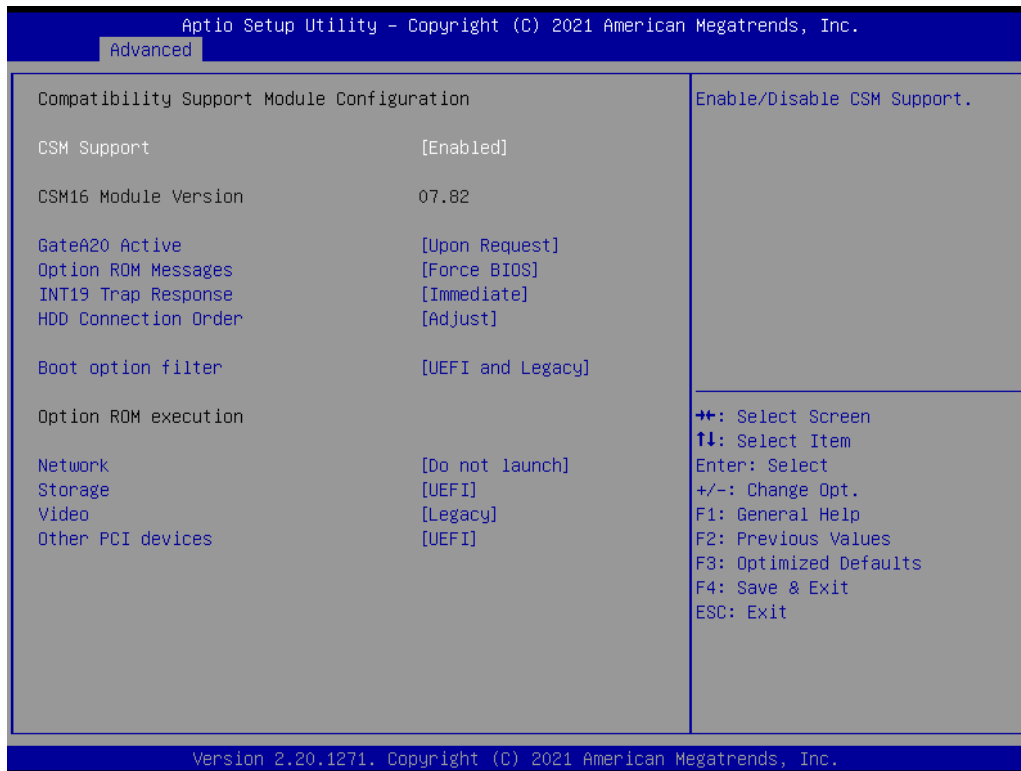 Aptio Setup Utility – Copyright (C) 2021 American Megatrends, Inc.
Advanced
Compatibility Support Module Configuration
CSM Support [Enabled]
CSM16 Module Version 07.82
GateA20 Active [Upon Request]
Option ROM Messages [Force BIOS]
INT19 Trap Response [Immediate]
HDD Connection Order [Adjust]
Boot option filter [UEFI and Legacy]
Option ROM execution
Network [Do not launch]
Storage [UEFI]
Video [Legacy]
Other PCI devices [UEFI]
Enable/Disable CSM Support.
→←: Select Screen
↑↓: Select Item
Enter: Select
+/-: Change Opt.
F1: General Help
F2: Previous Values
F3: Optimized Defaults
F4: Save & Exit
ESC: Exit
Version 2.20.1271. Copyright (C) 2021 American Megatrends, Inc.